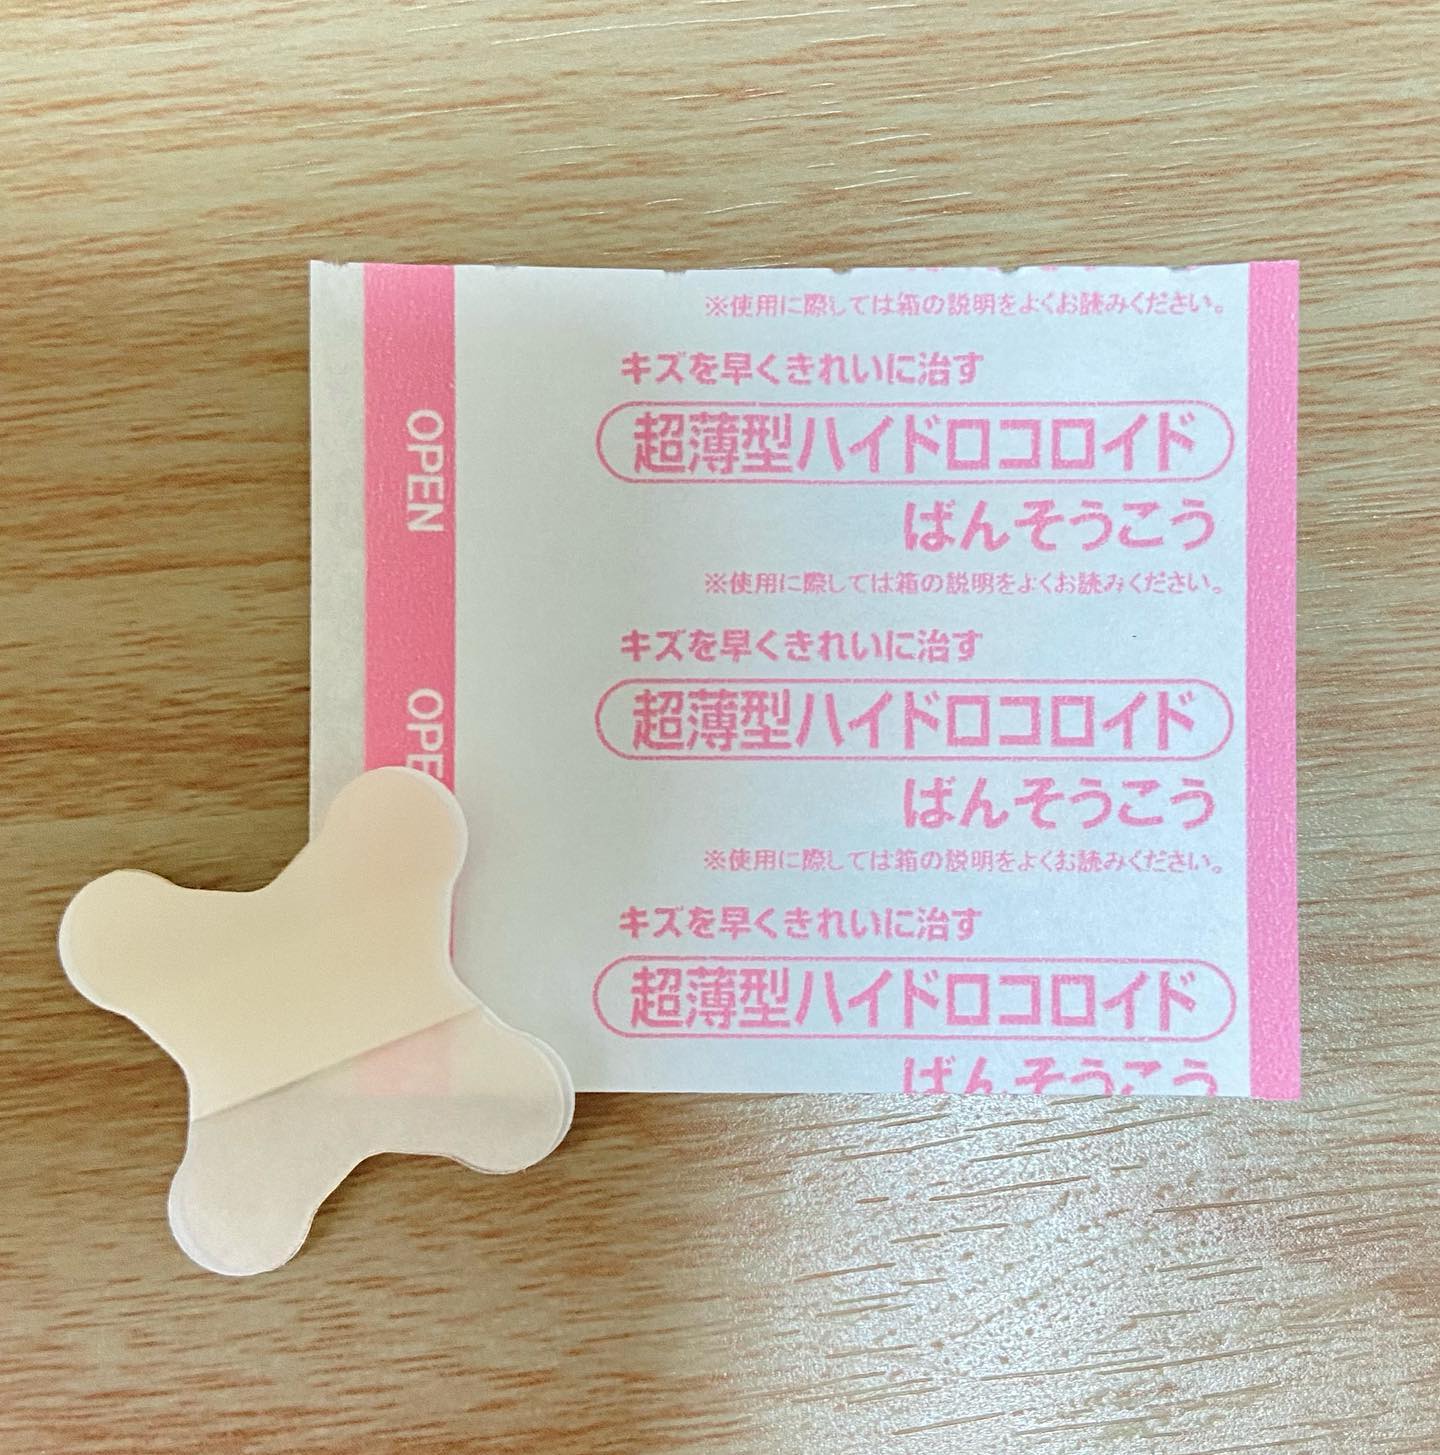 OPEN
OPE
※使用に際しては箱の説明をよくお読みください。
キズを早くきれいに治す
超薄型ハイドロコロイド
ばんそうこう
※使用に際しては箱の説明をよくお読みください。
キズを早くきれいに治す
超薄型ハイドロコロイド
ばんそうこう
※使用に際しては箱の説明をよくお読みください。
キズを早くきれいに治す
超薄型ハイドロコロイド
ばんそうこう